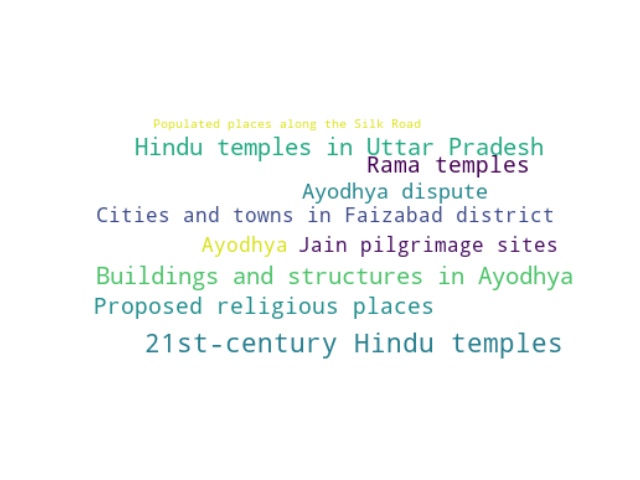 Populated places along the Silk Road
Hindu temples in Uttar Pradesh
Rama temples
Ayodhya dispute
Cities and towns in Faizabad district
Ayodhya Jain pilgrimage sites
Buildings and structures in Ayodhya
Proposed religious places
21st-century Hindu temples